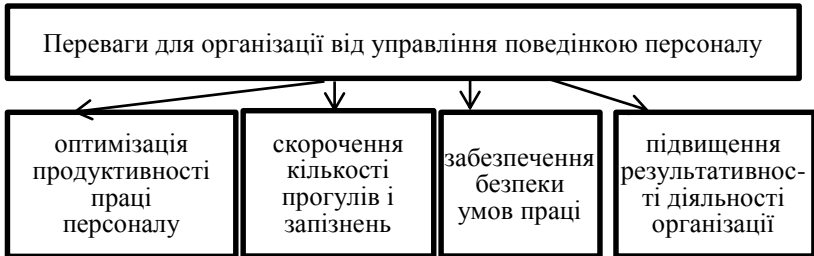 Переваги для організації від управління поведінкою персоналу
оптимізація
продуктивності
праці
персоналу
скорочення
кількості
прогулів і
запізнень
забезпечення
безпеки
умов праці
підвищення
результативнос-
ті діяльності
організації